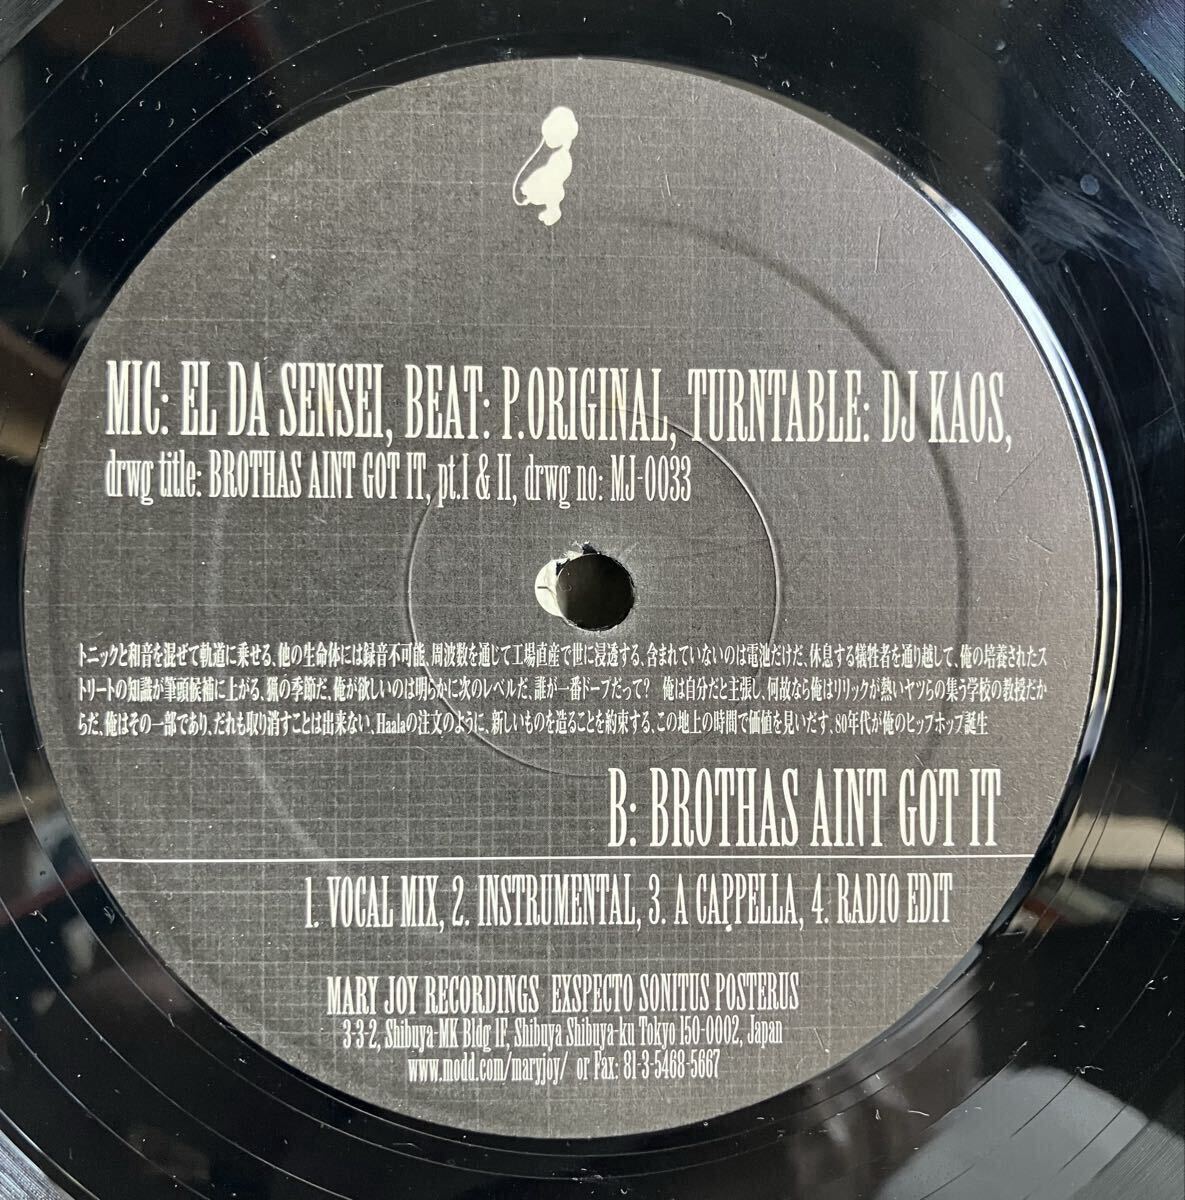 MIC: EL DA SENSEI, BEAT: P.ORIGINAL, TURNTABLE: DJ KAOS,
drwg title: BROTHAS AINT GOT IT, pt.I & II, drwg no: MJ-0033
トニックと和音を混ぜて軌道に乗せる、他の生命体には録音不可能、周波数を通じて工場直産で世に浸透する、含まれていないのは電池だけだ、休息する犠牲者を通り越して、俺の培養されたス
トリートの知識が筆頭候補に上がる、猟の季節だ、俺が欲しいのは明らかに次のレベルだ、誰が一番ドープだって? 俺は自分だと主張し、何故なら俺はリリックが熱いヤツらの集う学校の教授だか
らだ、俺はその一部であり、だれも取り消すことは出来ない、Haalaの注文のように、新しいものを造ることを約束する、この地上の時間で価値を見いだす、80年代が俺のヒップホップ誕生
B: BROTHAS AINT GOT IT
1. VOCAL MIX, 2. INSTRUMENTAL, 3. A CAPPELLA, 4. RADIO EDIT
MARY JOY RECORDINGS EXSPECTO SONITUS POSTERUS
3-3-2, Shibuya-MK Bldg 1F, Shibuya Shibuya-ku Tokyo 150-0002, Japan
www.modd.com/maryjoy/ or Fax: 81-3-5468-5667